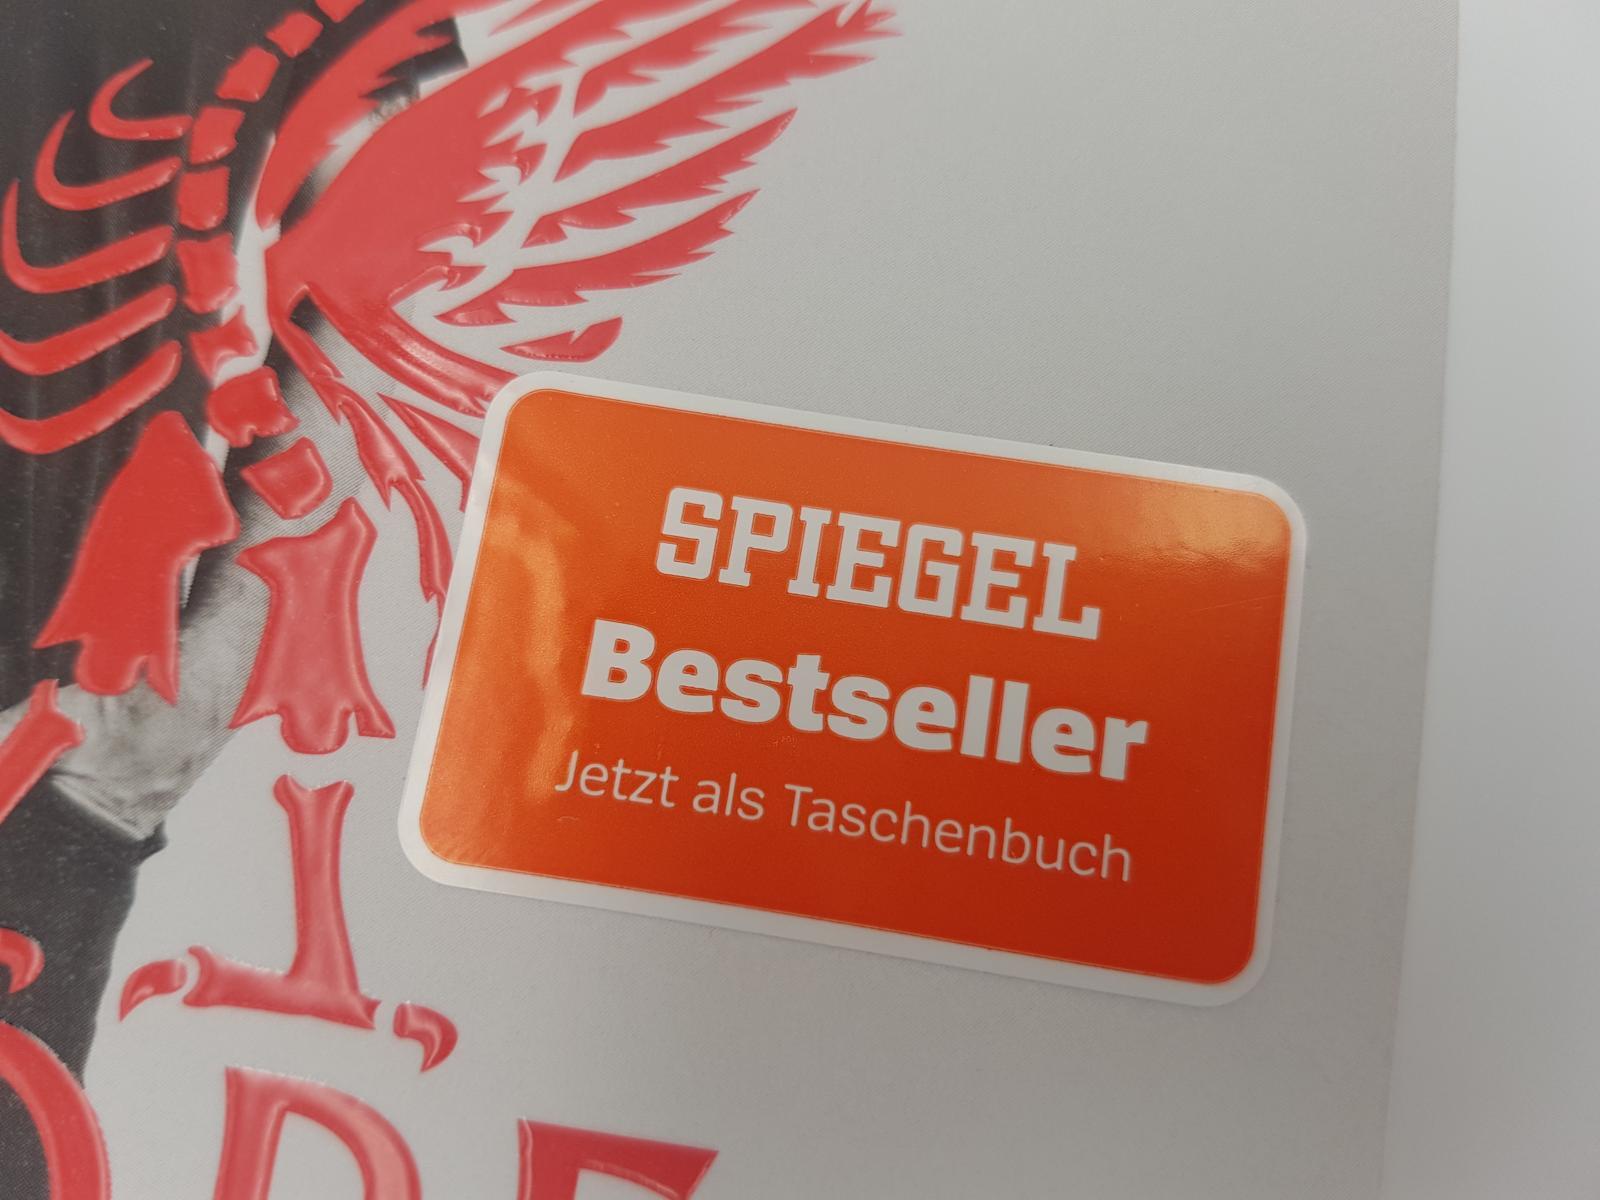 SPIEGEL
Bestseller
Jetzt als Taschenbuch